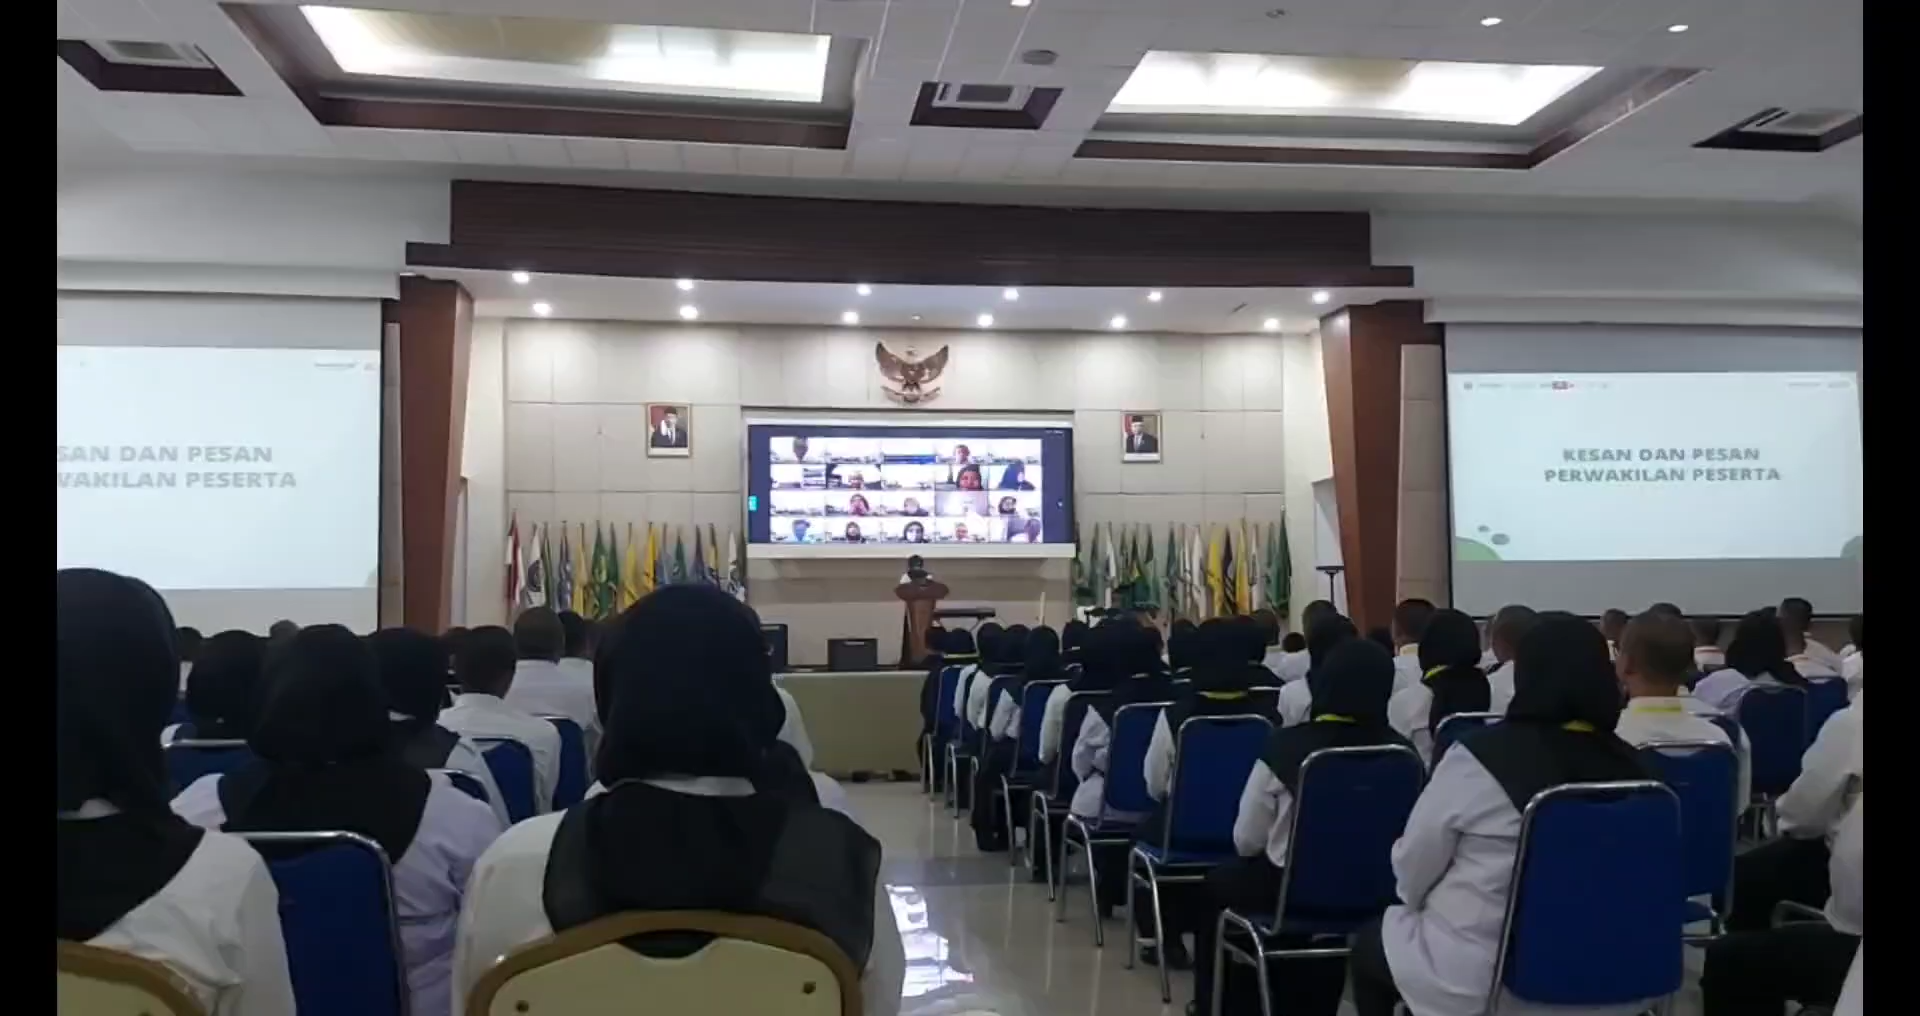 SAN DAN PESAN
WAKILAN PESERTA
KESAN DAN PESAN
PERWAKILAN PESERTA